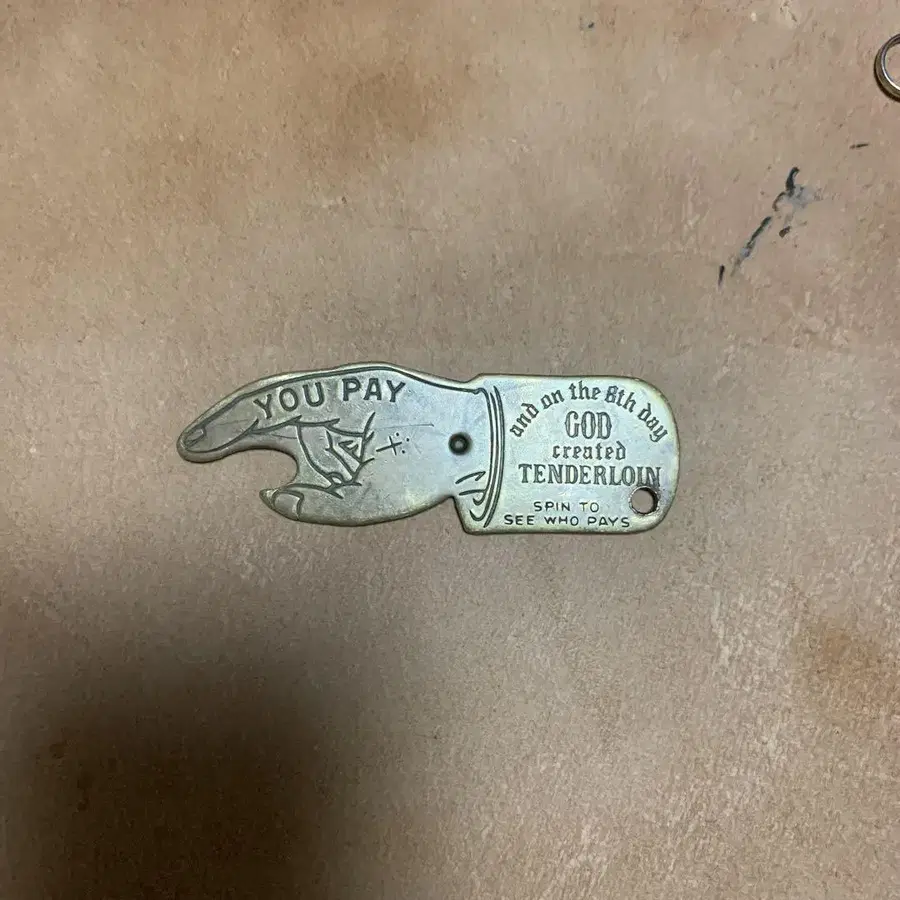 YOU PAY
and on the 8th day
GOD
created
TENDERLOIN
SPIN TO
SEE WHO PAYS